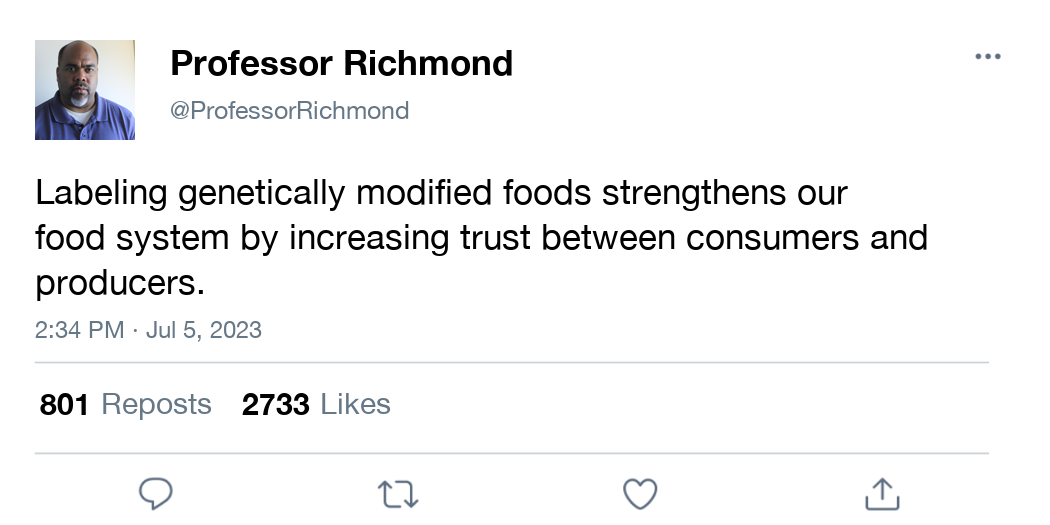 Professor Richmond
@ProfessorRichmond
Labeling genetically modified foods strengthens our
food system by increasing trust between consumers and
producers.
2:34 PM · Jul 5, 2023
801 Reposts 2733 Likes